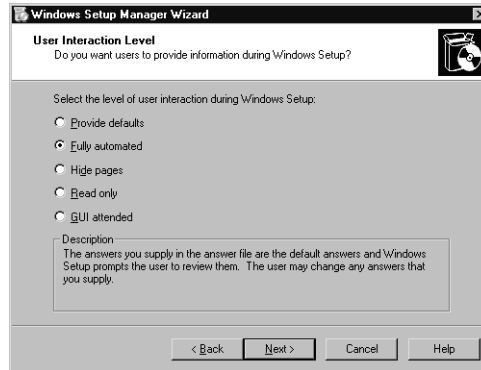 Windows Setup Manager Wizard
User Interaction Level
Do you want users to provide information during Windows Setup?
Select the level of user interaction during Windows Setup:
Provide defaults
Fully automated
Hide pages
Read only
GUI attended
Description
The answers you supply in the answer file are the default answers and Windows
Setup prompts the user to review them. The user may change any answers that
you supply.
< Back Next > Cancel Help